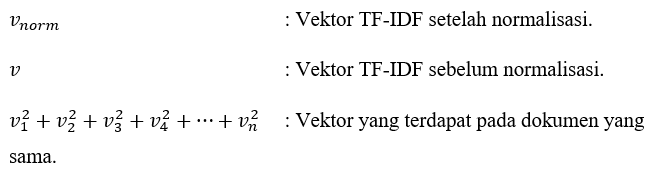 𝑣𝑛𝑜𝑟𝑚 : Vektor TF-IDF setelah normalisasi.
𝑣 : Vektor TF-IDF sebelum normalisasi.
𝑣₁² + 𝑣₂² + 𝑣₃² + 𝑣₄² + ⋯ + 𝑣ₙ² : Vektor yang terdapat pada dokumen yang
sama.